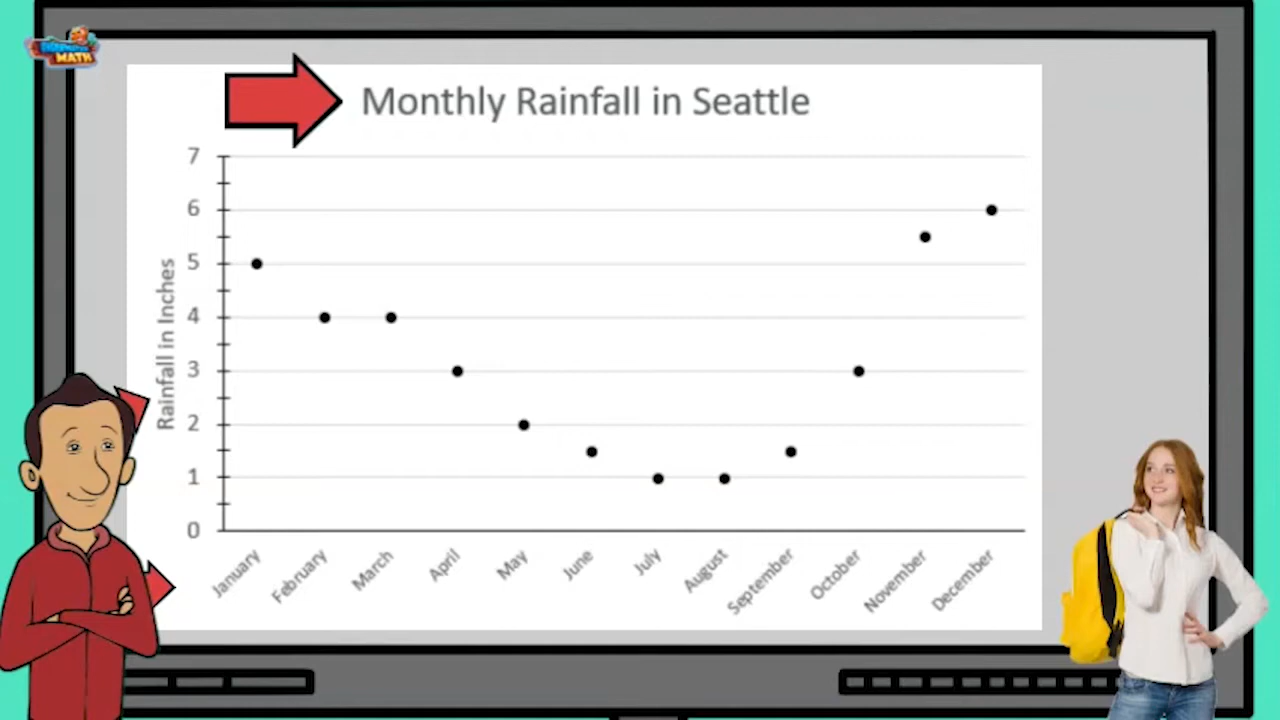 MATH
Monthly Rainfall in Seattle
Rainfall in Inches
7
6
5
4
3
2
1
0
January
February
March
April
May
June
July
August
September
October
November
December